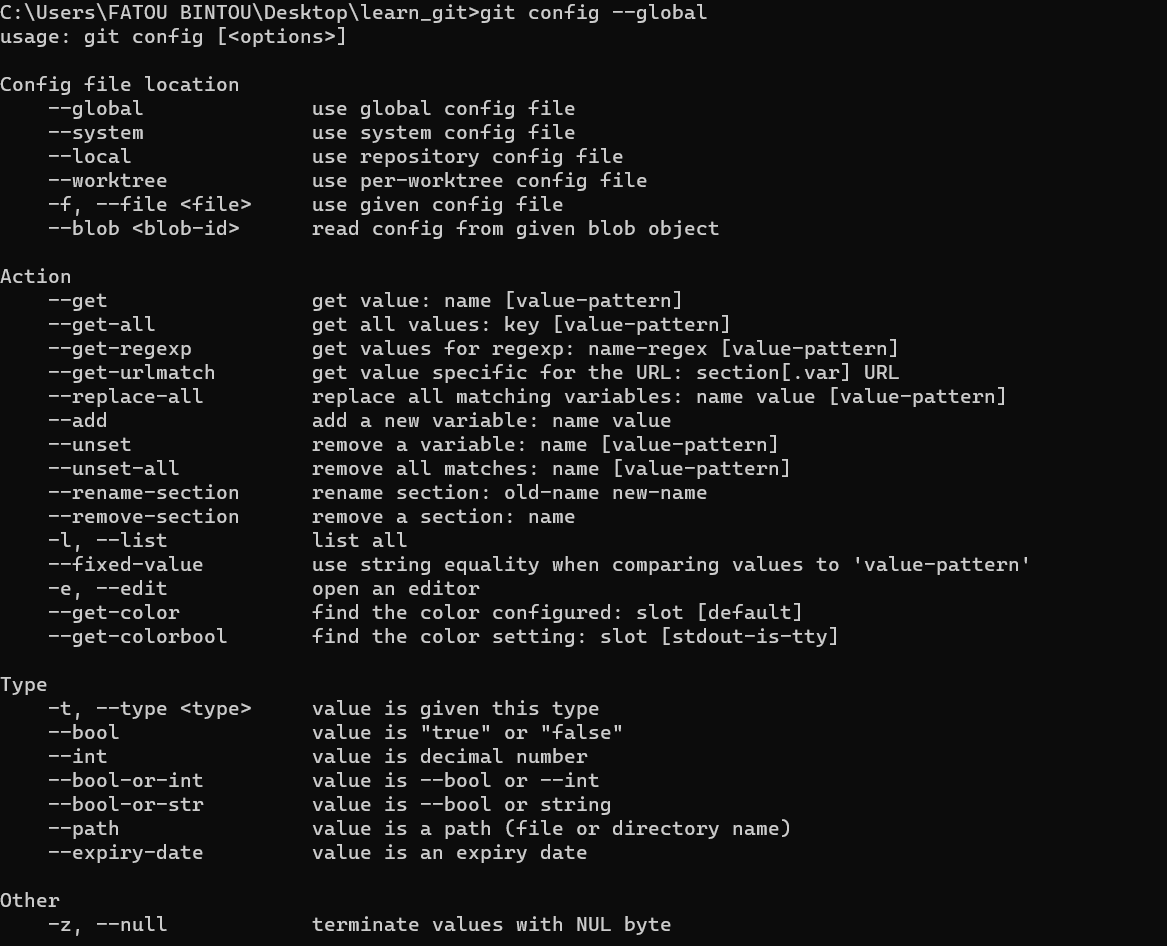 C:\Users\FATOU BINTOU\Desktop\learn_git>git config --global
usage: git config [<options>]

Config file location
    --global              use global config file
    --system              use system config file
    --local               use repository config file
    --worktree            use per-worktree config file
    -f, --file <file>     use given config file
    --blob <blob-id>      read config from given blob object

Action
    --get                 get value: name [value-pattern]
    --get-all             get all values: key [value-pattern]
    --get-regexp          get values for regexp: name-regex [value-pattern]
    --get-urlmatch        get value specific for the URL: section[.var] URL
    --replace-all         replace all matching variables: name value [value-pattern]
    --add                 add a new variable: name value
    --unset               remove a variable: name [value-pattern]
    --unset-all           remove all matches: name [value-pattern]
    --rename-section      rename section: old-name new-name
    --remove-section      remove a section: name
    -l, --list            list all
    --fixed-value         use string equality when comparing values to 'value-pattern'
    -e, --edit            open an editor
    --get-color           find the color configured: slot [default]
    --get-colorbool       find the color setting: slot [stdout-is-tty]

Type
    -t, --type <type>     value is given this type
    --bool                value is "true" or "false"
    --int                 value is decimal number
    --bool-or-int         value is --bool or --int
    --bool-or-str         value is --bool or string
    --path                value is a path (file or directory name)
    --expiry-date         value is an expiry date

Other
    -z, --null            terminate values with NUL byte